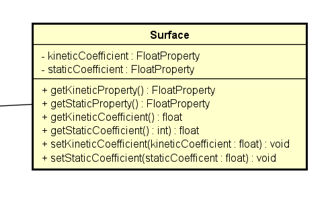 Surface
- kineticCoefficient : FloatProperty
- staticCoefficient : FloatProperty
+ getKineticProperty() : FloatProperty
+ getStaticProperty() : FloatProperty
+ getKineticCoefficient() : float
+ getStaticCoefficient() : int) : float
+ setKineticCoefficient(kineticCoefficient : float) : void
+ setStaticCoefficient(staticCoefficent : float) : void